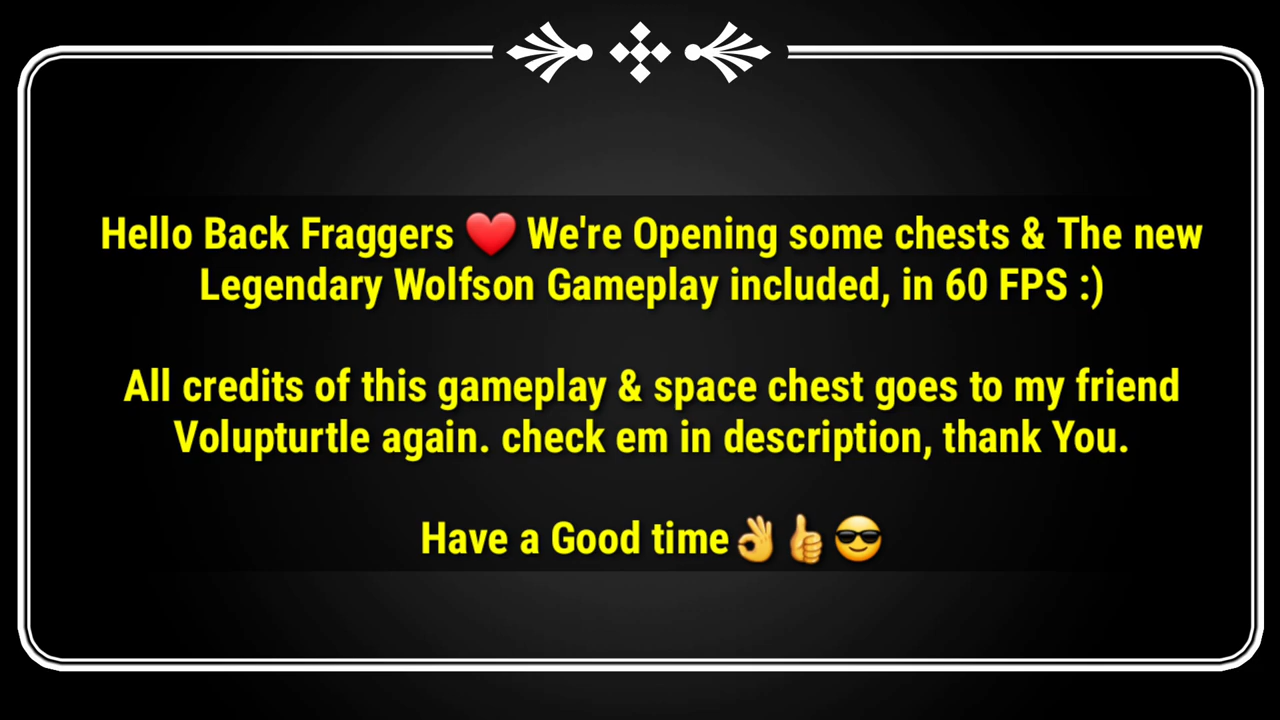 Hello Back Fraggers ❤️ We're Opening some chests & The new
Legendary Wolfson Gameplay included, in 60 FPS :)
All credits of this gameplay & space chest goes to my friend
Volupturtle again. check em in description, thank You.
Have a Good time👌👍😎